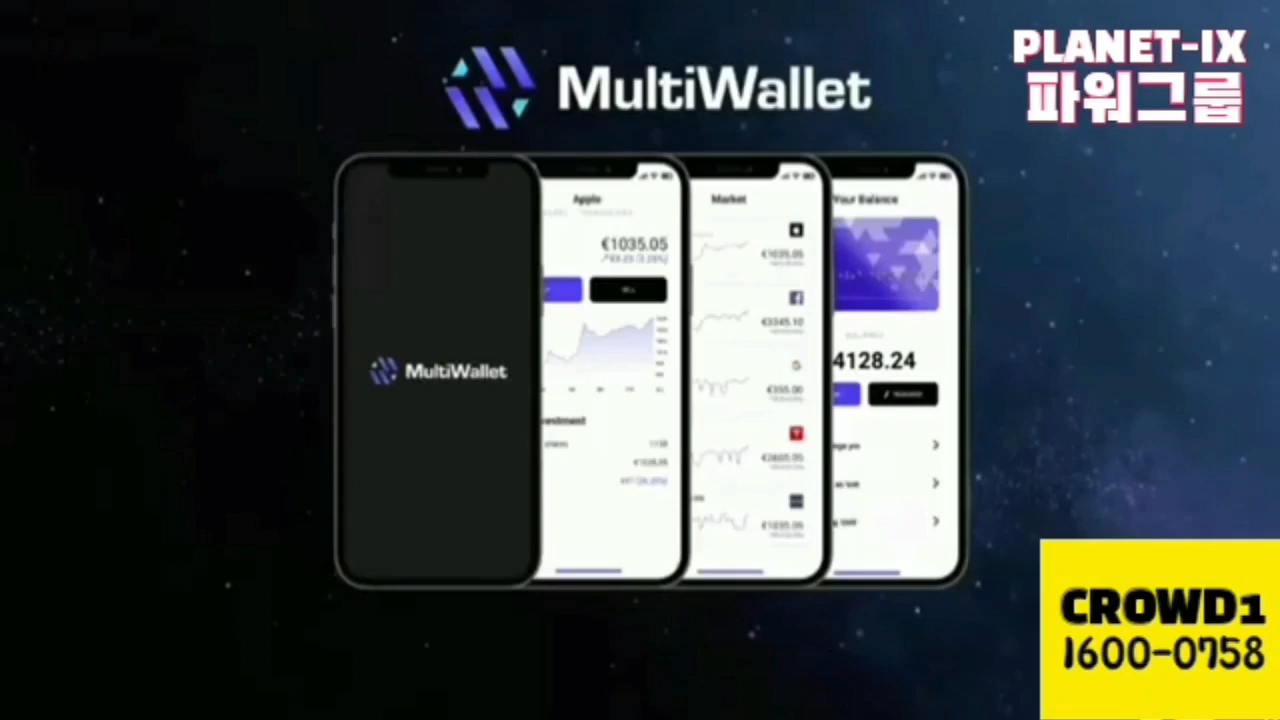 MultiWallet
PLANET-IX
파워그룹
MultiWallet
Apple
€1035.05
Market
€1035.05
€3345.10
€355.00
€2605.05
€1035.05
Your Balance
BALANCE
4128.24
CROWD1
1600-0758